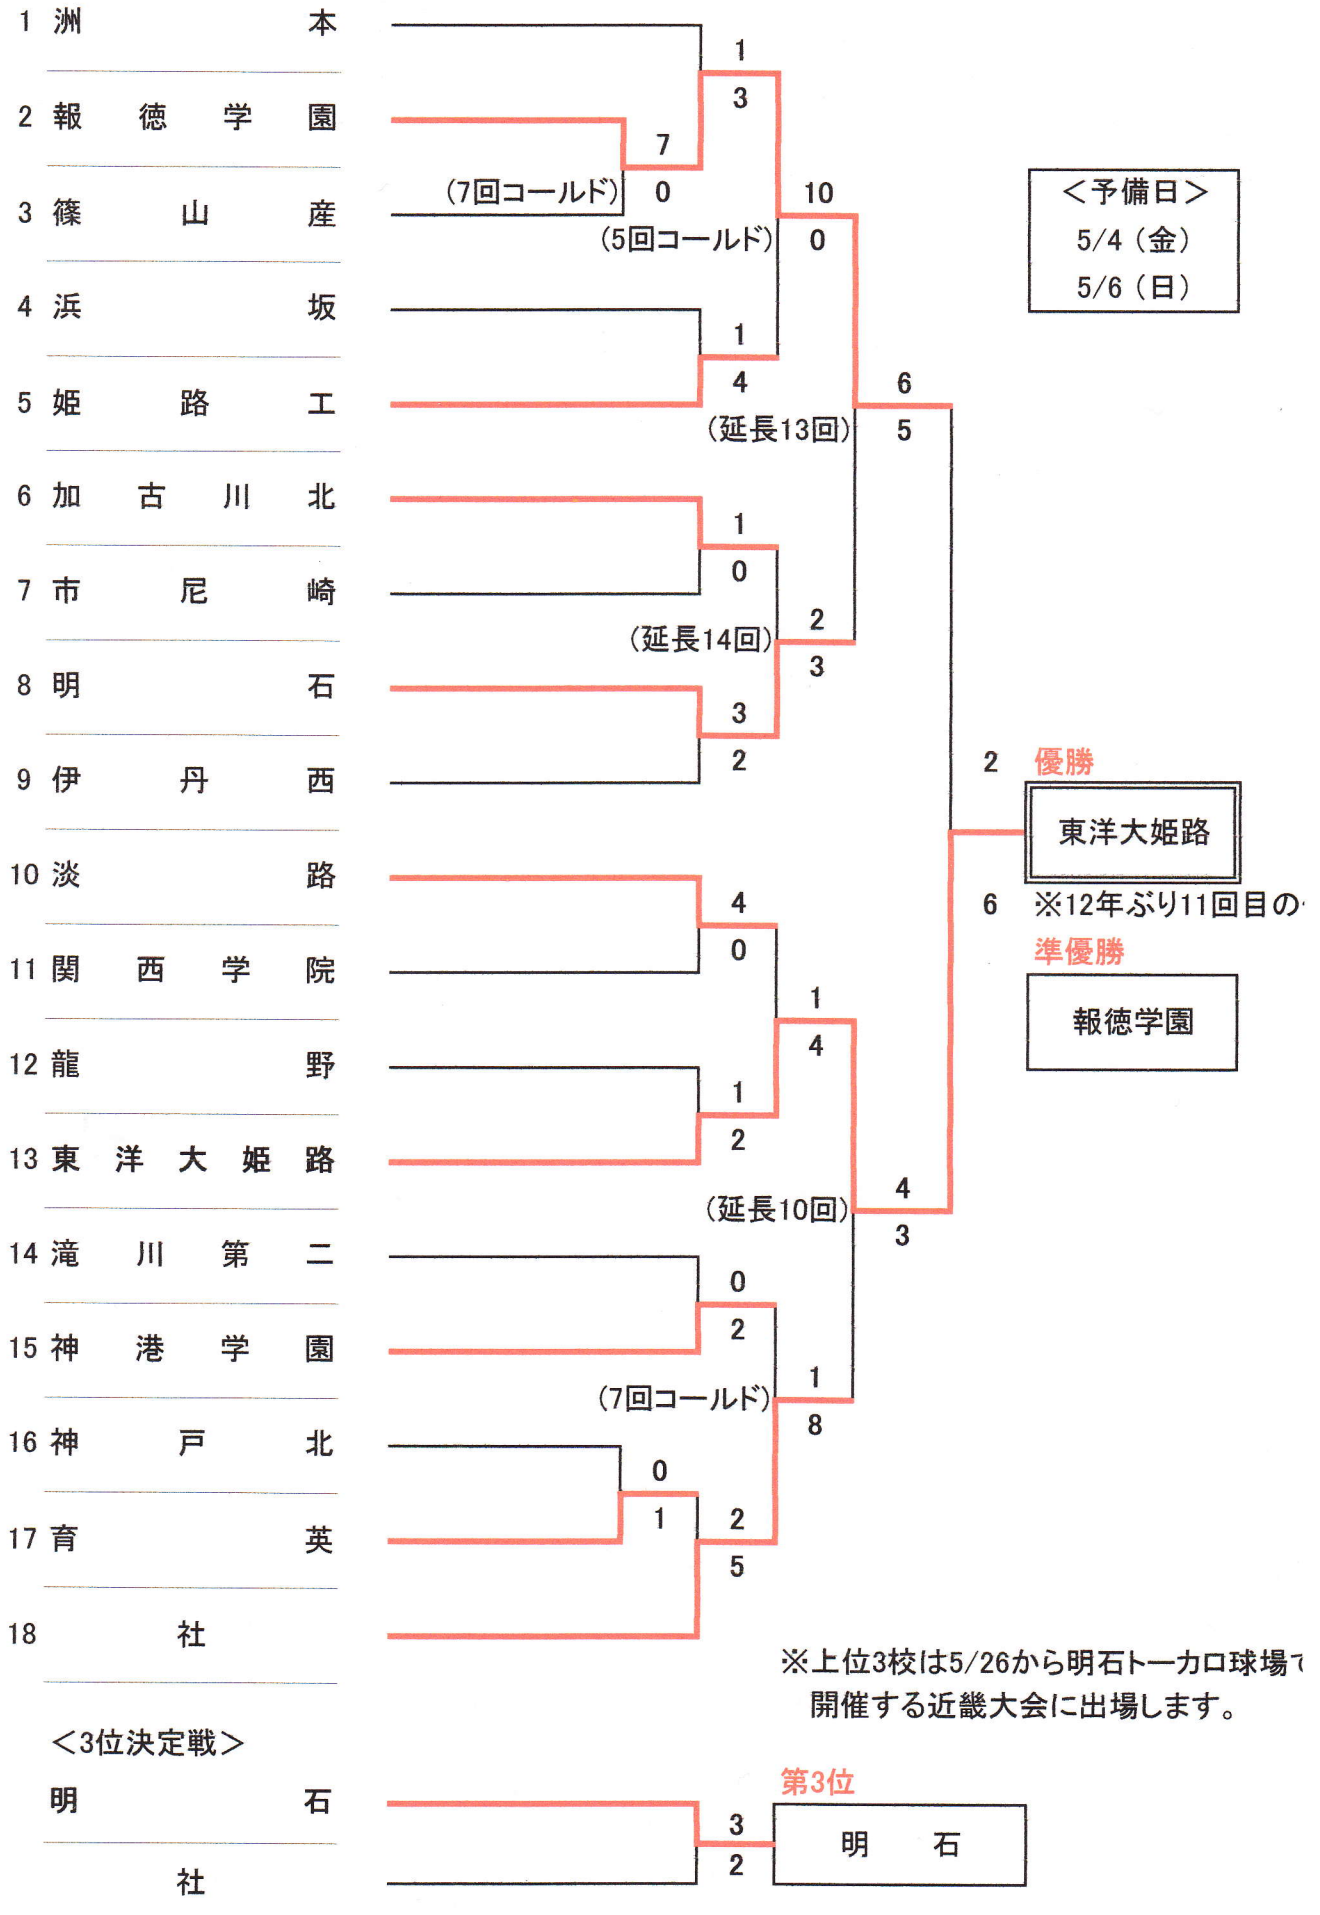 1 洲本
2 報徳学園
3 篠山産
4 浜坂
5 姫路工
6 加古川北
7 市尼崎
8 明石
9 伊丹西
10 淡路
11 関西学院
12 龍野
13 東洋大姫路
14 滝川第二
15 神港学園
16 神戸北
17 育英
18 社
7
0
(7回コールド)
1
3
1
4
1
0
3
2
4
0
1
2
0
2
0
1
2
5
10
0
(5回コールド)
2
3
(延長14回)
1
4
1
8
(7回コールド)
6
5
(延長13回)
4
3
(延長10回)
2
6
＜予備日＞
5/4（金）
5/6（日）
優勝
東洋大姫路
※12年ぶり11回目の
準優勝
報徳学園
※上位3校は5/26から明石トーカロ球場で
開催する近畿大会に出場します。
＜3位決定戦＞
明石
社
3
2
第3位
明石